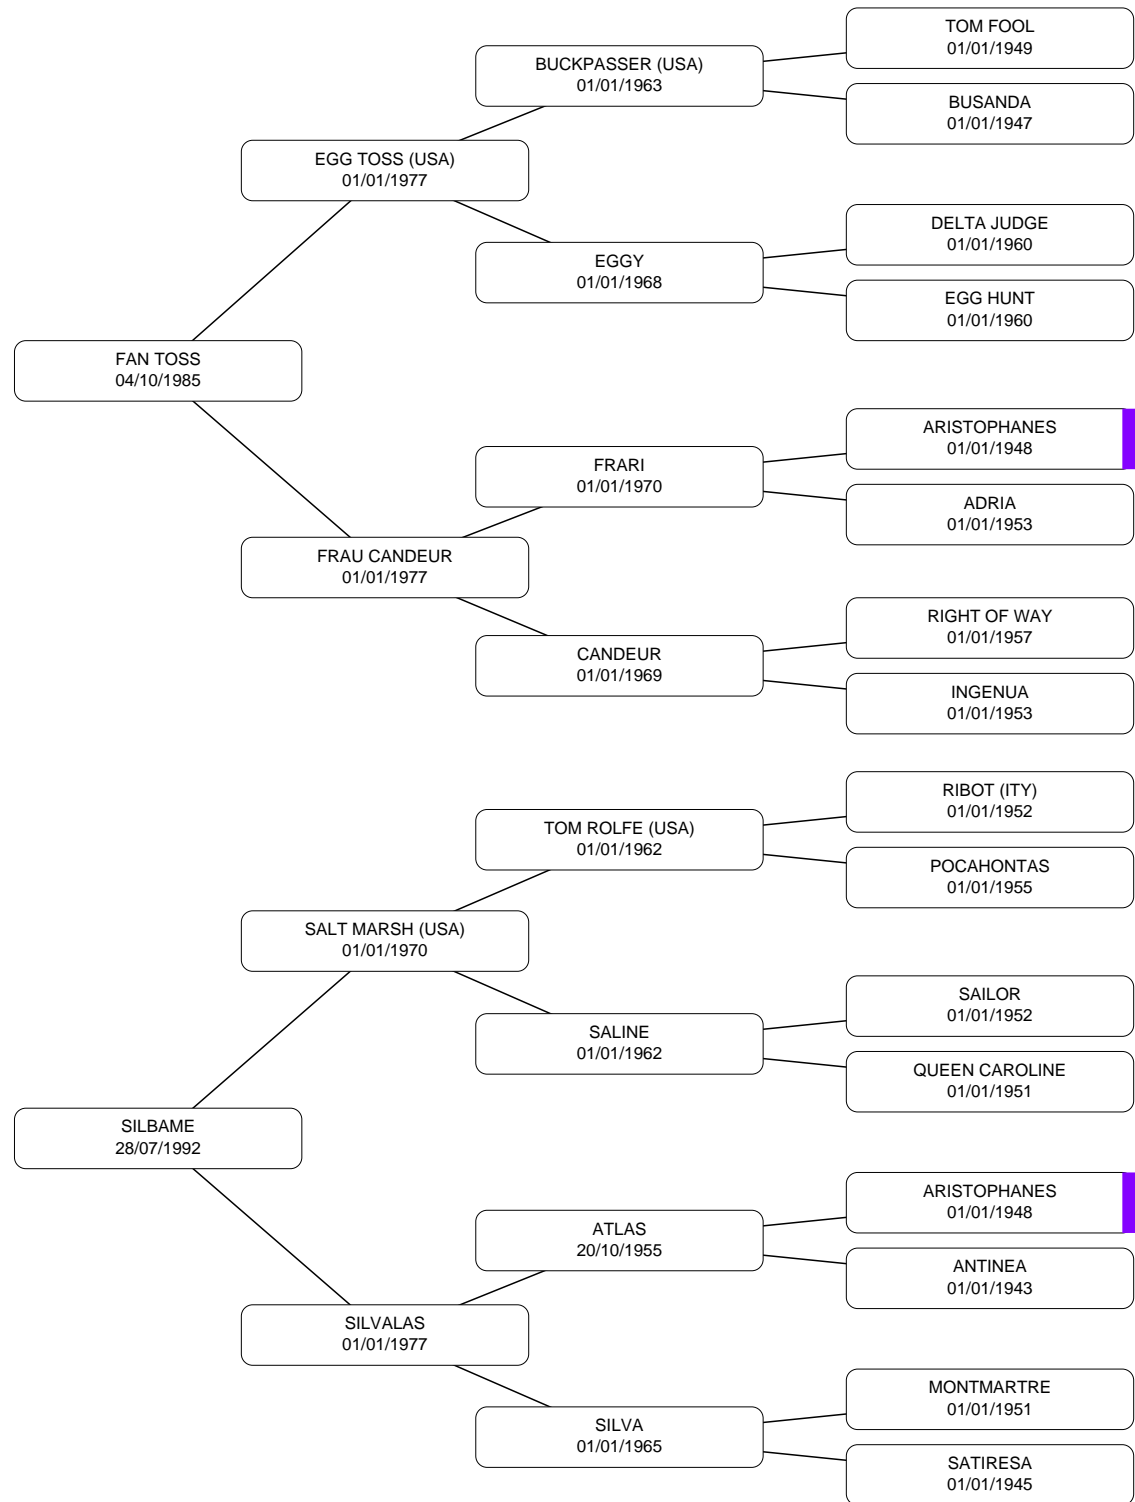 TOM FOOL
01/01/1949
BUCKPASSER (USA)
01/01/1963
BUSANDA
01/01/1947
EGG TOSS (USA)
01/01/1977
DELTA JUDGE
01/01/1960
EGGY
01/01/1968
EGG HUNT
01/01/1960
FAN TOSS
04/10/1985
ARISTOPHANES
01/01/1948
FRARI
01/01/1970
ADRIA
01/01/1953
FRAU CANDEUR
01/01/1977
RIGHT OF WAY
01/01/1957
CANDEUR
01/01/1969
INGENUA
01/01/1953
RIBOT (ITY)
01/01/1952
TOM ROLFE (USA)
01/01/1962
POCAHONTAS
01/01/1955
SALT MARSH (USA)
01/01/1970
SAILOR
01/01/1952
SALINE
01/01/1962
QUEEN CAROLINE
01/01/1951
SILBAME
28/07/1992
ARISTOPHANES
01/01/1948
ATLAS
20/10/1955
ANTINEA
01/01/1943
SILVALAS
01/01/1977
MONTMARTRE
01/01/1951
SILVA
01/01/1965
SATIRESA
01/01/1945